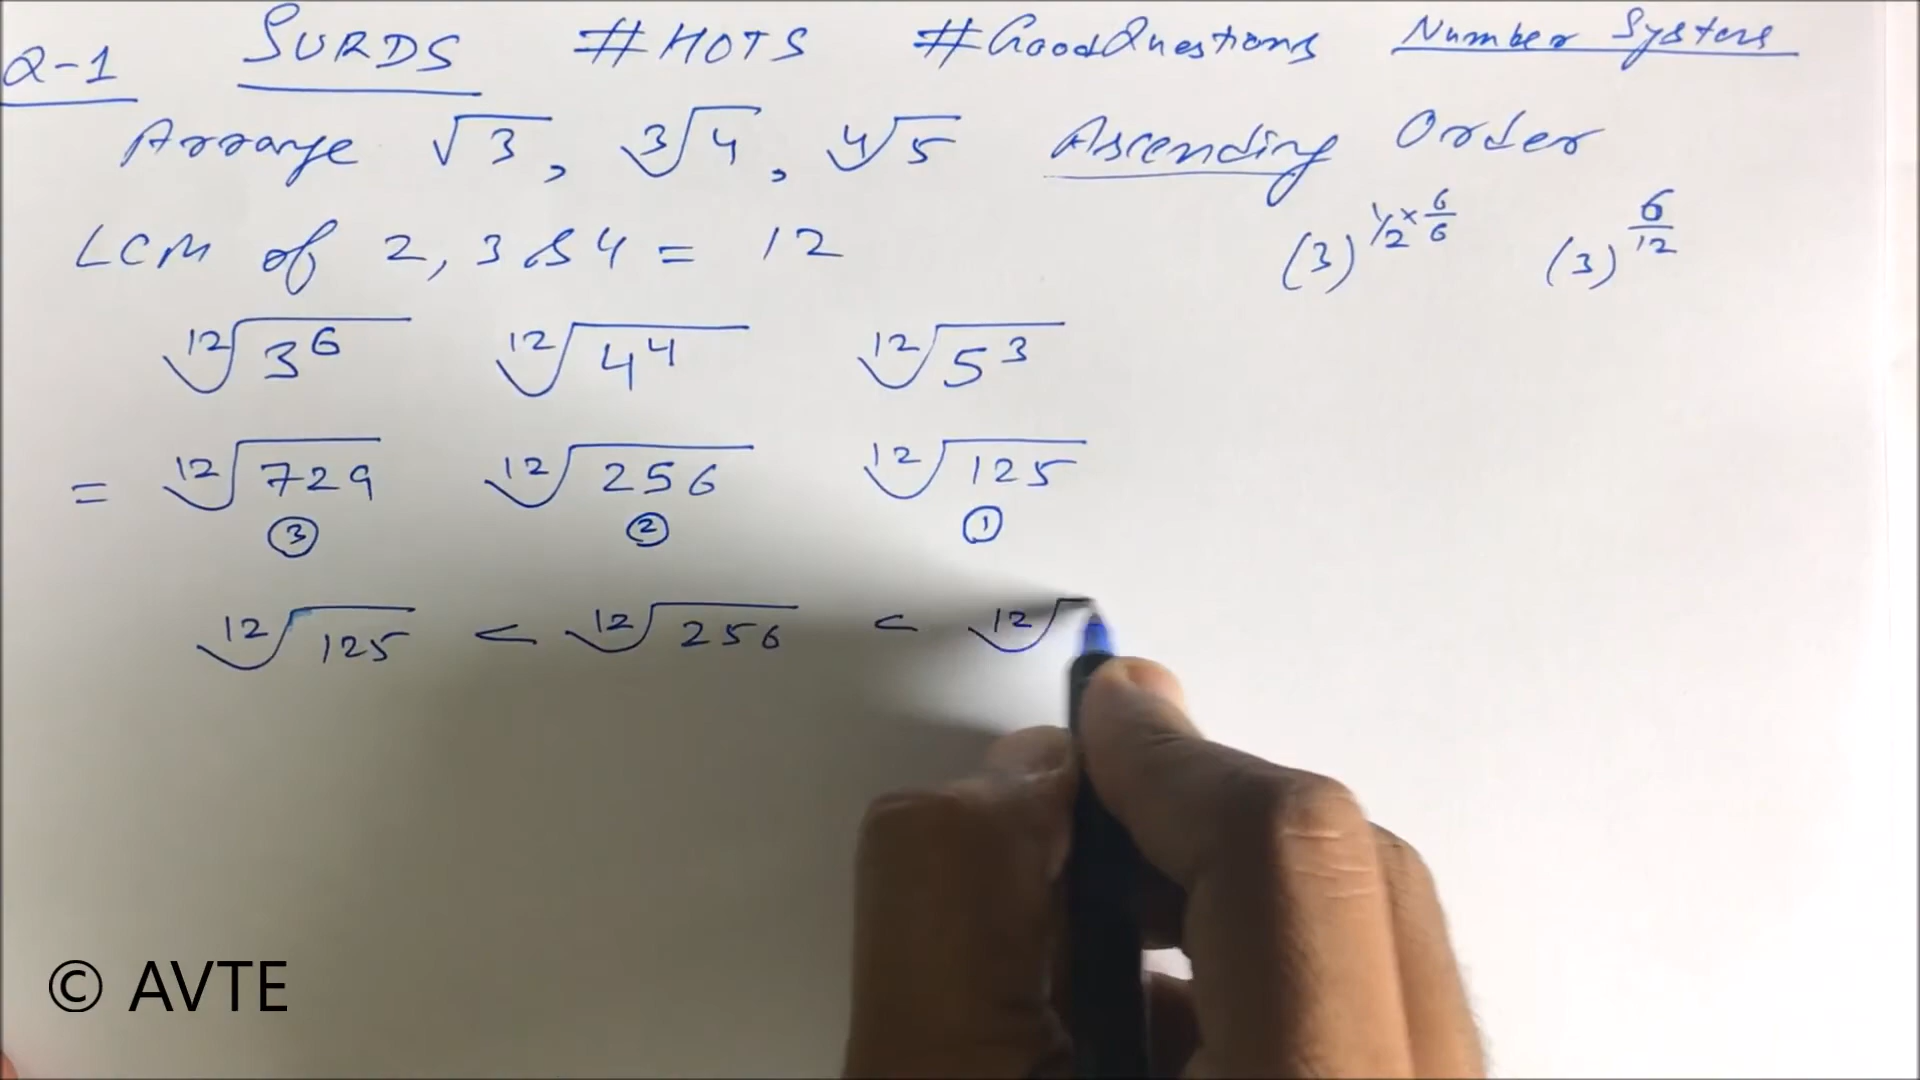 Q-1 SURDS #HOTS #GoodQuestions Number System
Arrange √3, ∛4, ∜5 Ascending Order
LCM of 2, 3 & 4 = 12 (3)^(1/2 × 6/6) (3)^(6/12)
¹²√3⁶ ¹²√4⁴ ¹²√5³
= ¹²√729 ¹²√256 ¹²√125
③ ② ①
¹²√125 < ¹²√256 < ¹²√
© AVTE